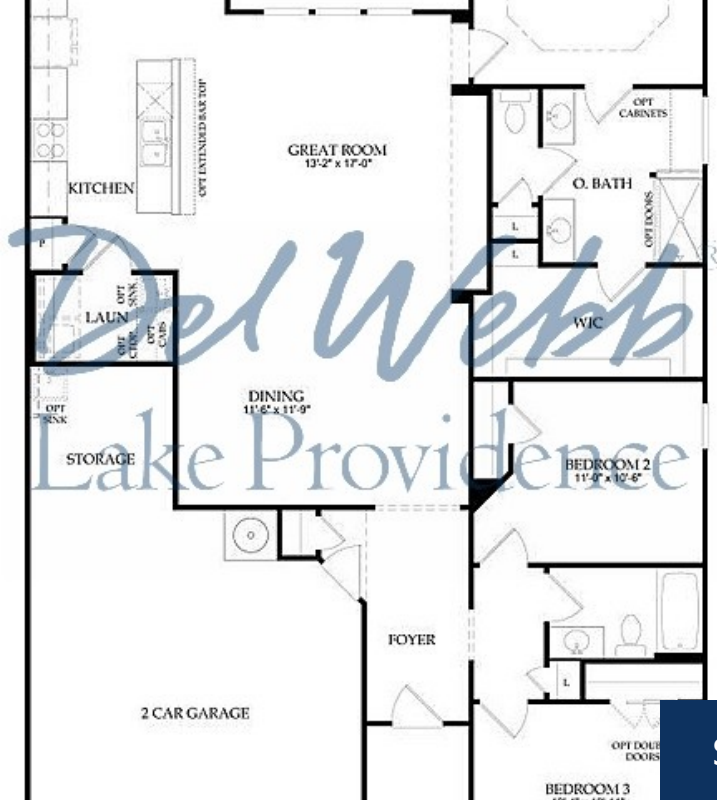 OPT
CABINETS
OPT EXTENDED BAR TOP
GREAT ROOM
13'-2" x 17'-0"
KITCHEN
O. BATH
OPT DOORS
L
P
L
Del Webb
LAUN
OPT
SINK
OPT
CTOP
OPT
CABS
WIC
DINING
11'-6" x 11'-9"
OPT
SINK
Lake Providence
STORAGE
BEDROOM 2
11'-0" x 10'-6"
FOYER
L
2 CAR GARAGE
DOORS
BEDROOM 3